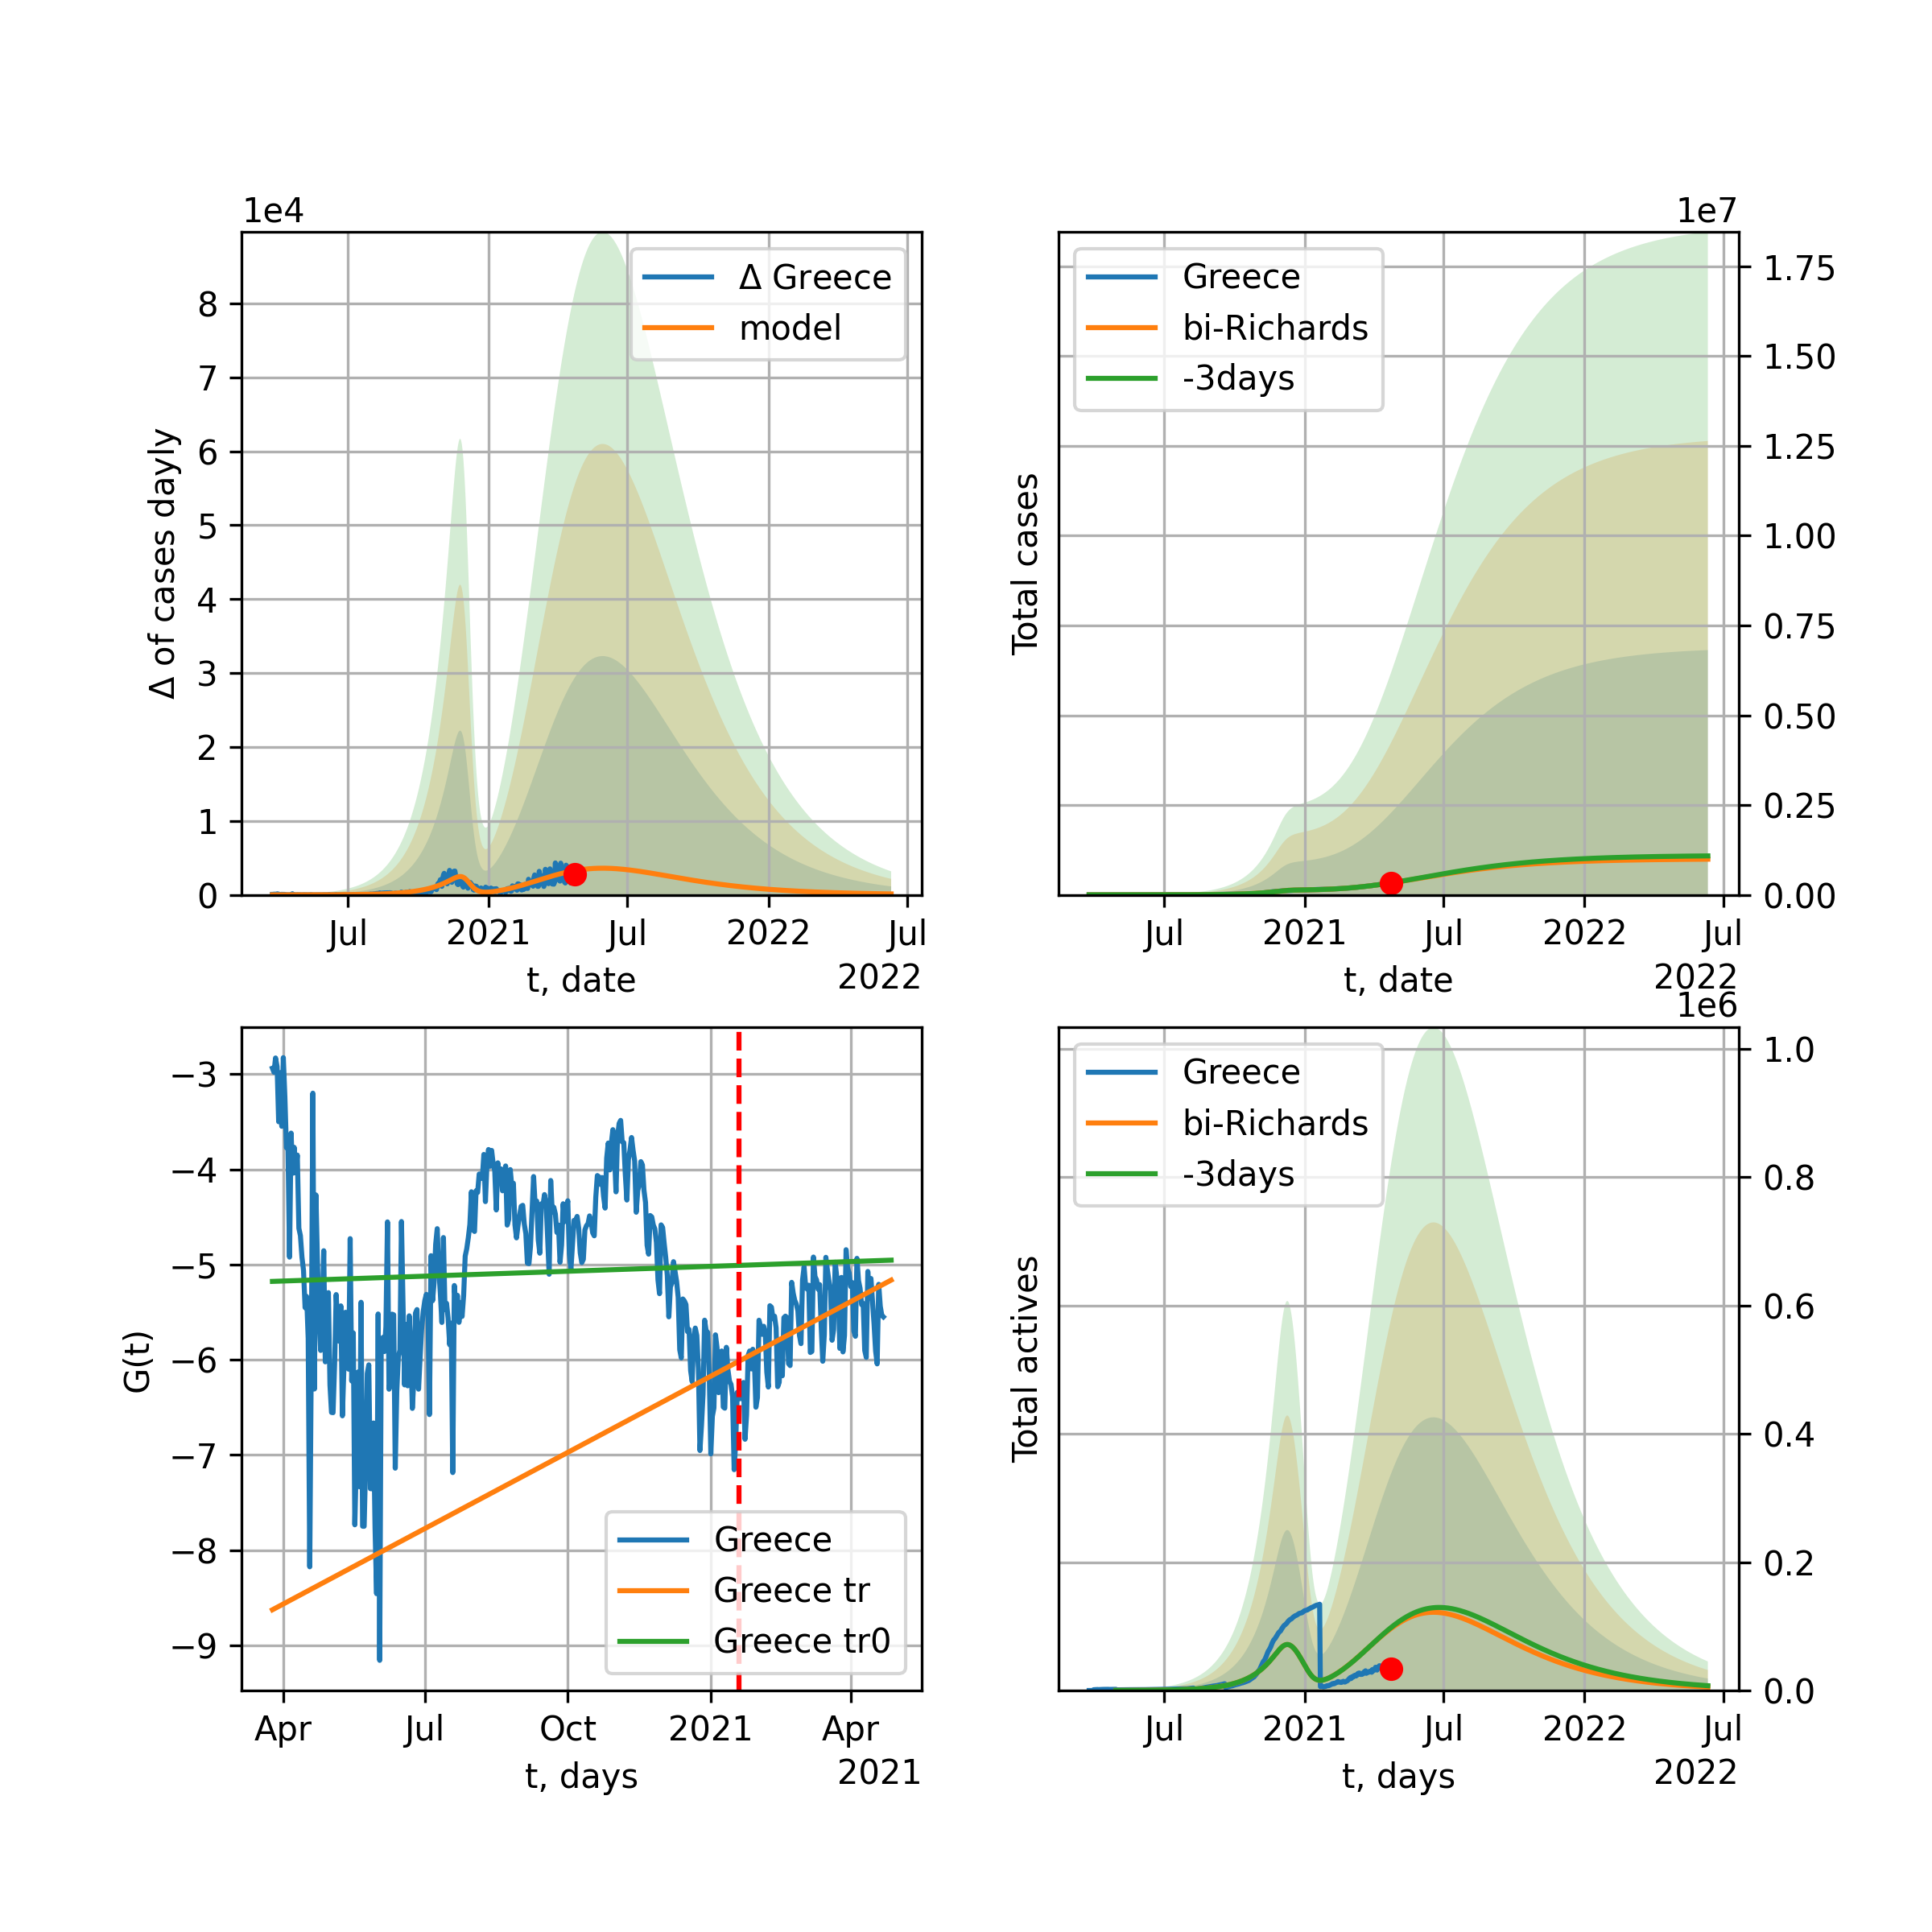 1e4
Δ of cases dayly
8
7
6
5
4
3
2
1
0
Δ Greece
model
Jul
2021
Jul
2022
Jul
t, date
2022
1e7
Total cases
Greece
bi-Richards
-3days
1.75
1.50
1.25
1.00
0.75
0.50
0.25
0.00
Jul
2021
Jul
2022
Jul
t, date
2022
G(t)
−3
−4
−5
−6
−7
−8
−9
Greece
Greece tr
Greece tr0
Apr
Jul
Oct
2021
Apr
t, days
2021
1e6
Total actives
Greece
bi-Richards
-3days
1.0
0.8
0.6
0.4
0.2
0.0
Jul
2021
Jul
2022
Jul
t, days
2022